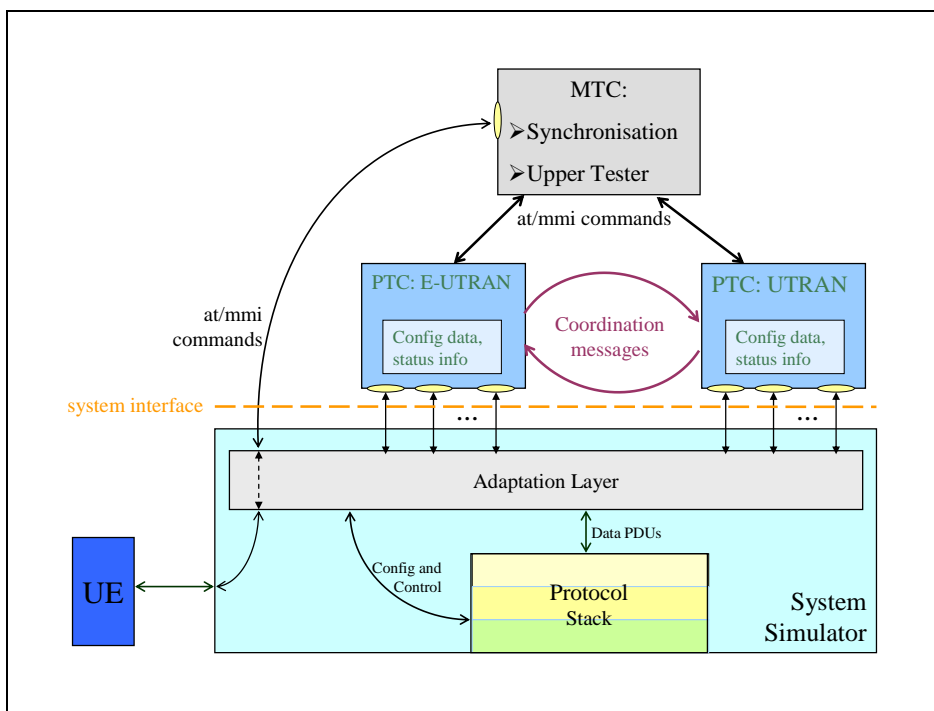 MTC:
➢Synchronisation
➢Upper Tester
at/mmi commands
PTC: E-UTRAN
PTC: UTRAN
Config data,
status info
Coordination
messages
Config data,
status info
at/mmi
commands
system interface
...
...
Adaptation Layer
Data PDUs
Config and
Control
UE
Protocol
Stack
System
Simulator